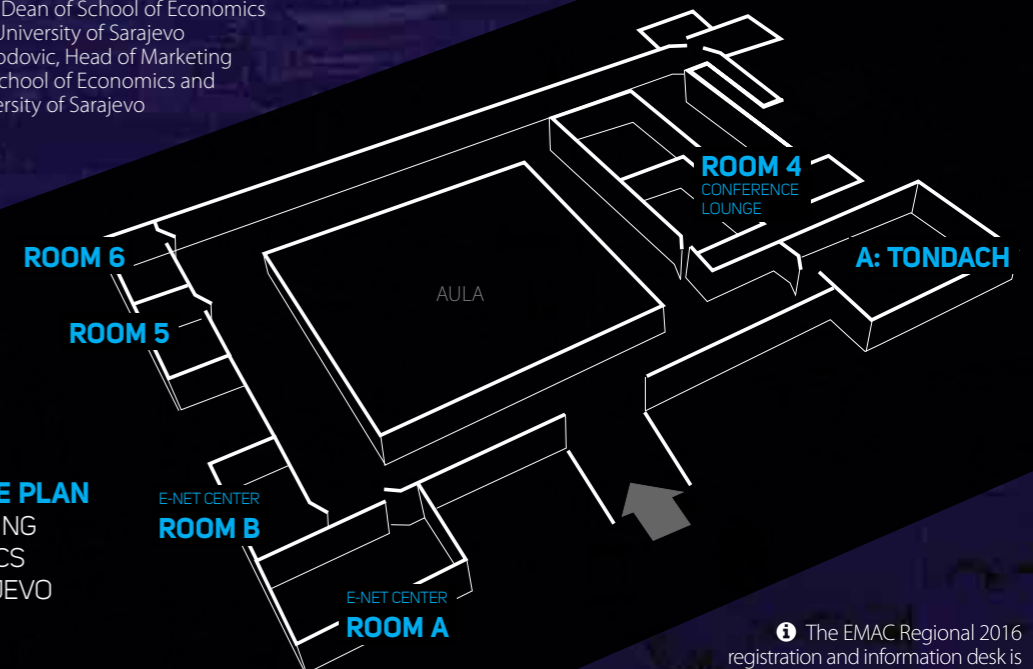 Dean of School of Economics
University of Sarajevo
odovic, Head of Marketing
chool of Economics and
ersity of Sarajevo
ROOM 4
CONFERENCE
LOUNGE
ROOM 6
A: TONDACH
AULA
ROOM 5
E PLAN
NG
CS
JEVO
E-NET CENTER
ROOM B
E-NET CENTER
ROOM A
The EMAC Regional 2016
registration and information desk is